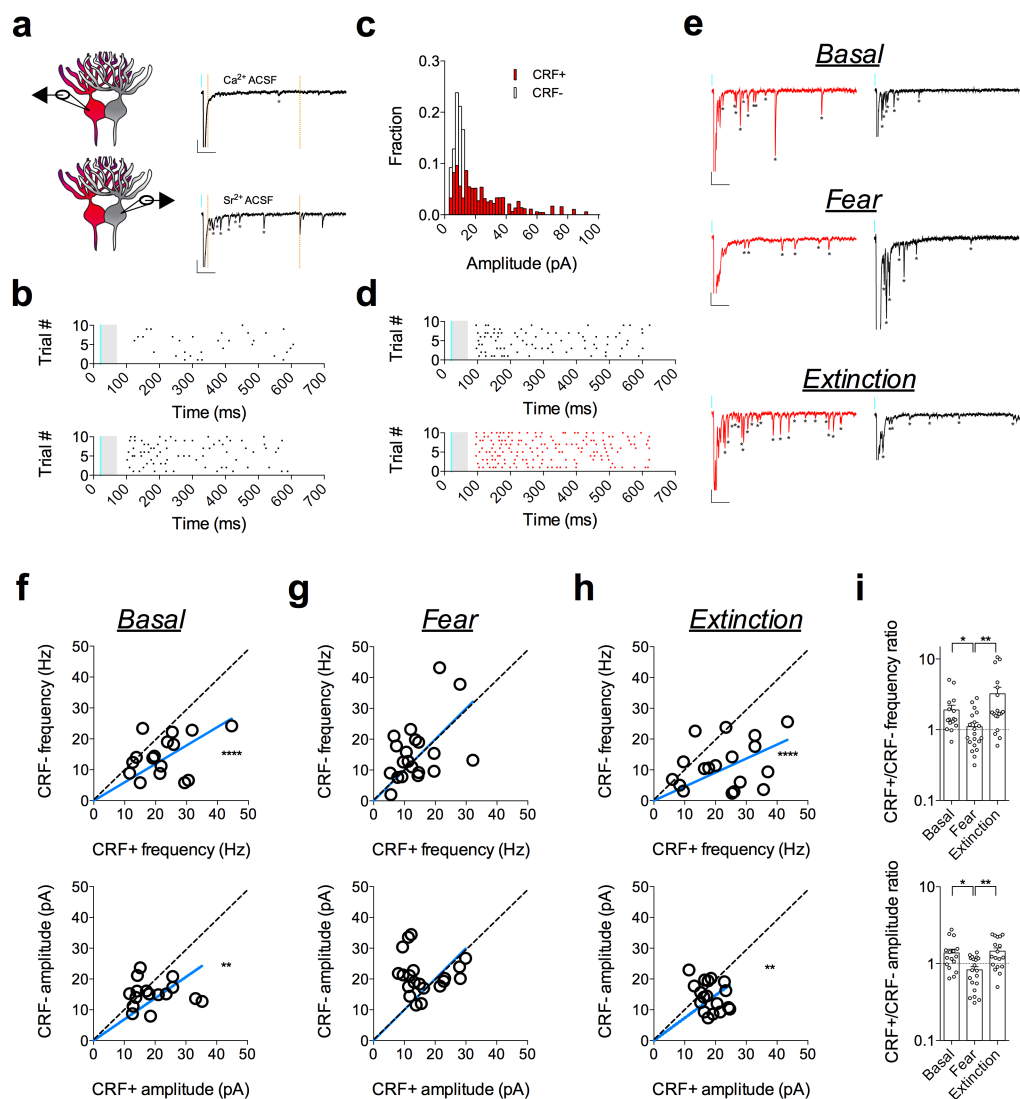 a
Ca2+ ACSF
*
Sr2+ ACSF
* * * * * * * *
b
Trial #
10
5
0
0 100 200 300 400 500 600 700
Time (ms)
Trial #
10
5
0
0 100 200 300 400 500 600 700
Time (ms)
c
Fraction
0.3
0.2
0.1
0.0
CRF+
CRF-
0 20 40 60 80 100
Amplitude (pA)
d
Trial #
10
5
0
0 100 200 300 400 500 600 700
Time (ms)
Trial #
10
5
0
0 100 200 300 400 500 600 700
Time (ms)
e
Basal
Fear
Extinction
f
Basal
CRF- frequency (Hz)
50
40
30
20
10
0
****
0 10 20 30 40 50
CRF+ frequency (Hz)
CRF- amplitude (pA)
50
40
30
20
10
0
**
0 10 20 30 40 50
CRF+ amplitude (pA)
g
Fear
CRF- frequency (Hz)
50
40
30
20
10
0
0 10 20 30 40 50
CRF+ frequency (Hz)
CRF- amplitude (pA)
50
40
30
20
10
0
0 10 20 30 40 50
CRF+ amplitude (pA)
h
Extinction
CRF- frequency (Hz)
50
40
30
20
10
0
****
0 10 20 30 40 50
CRF+ frequency (Hz)
CRF- amplitude (pA)
50
40
30
20
10
0
**
0 10 20 30 40 50
CRF+ amplitude (pA)
i
CRF+/CRF- frequency ratio
10
1
0.1
* **
Basal
Fear
Extinction
CRF+/CRF- amplitude ratio
10
1
0.1
* **
Basal
Fear
Extinction